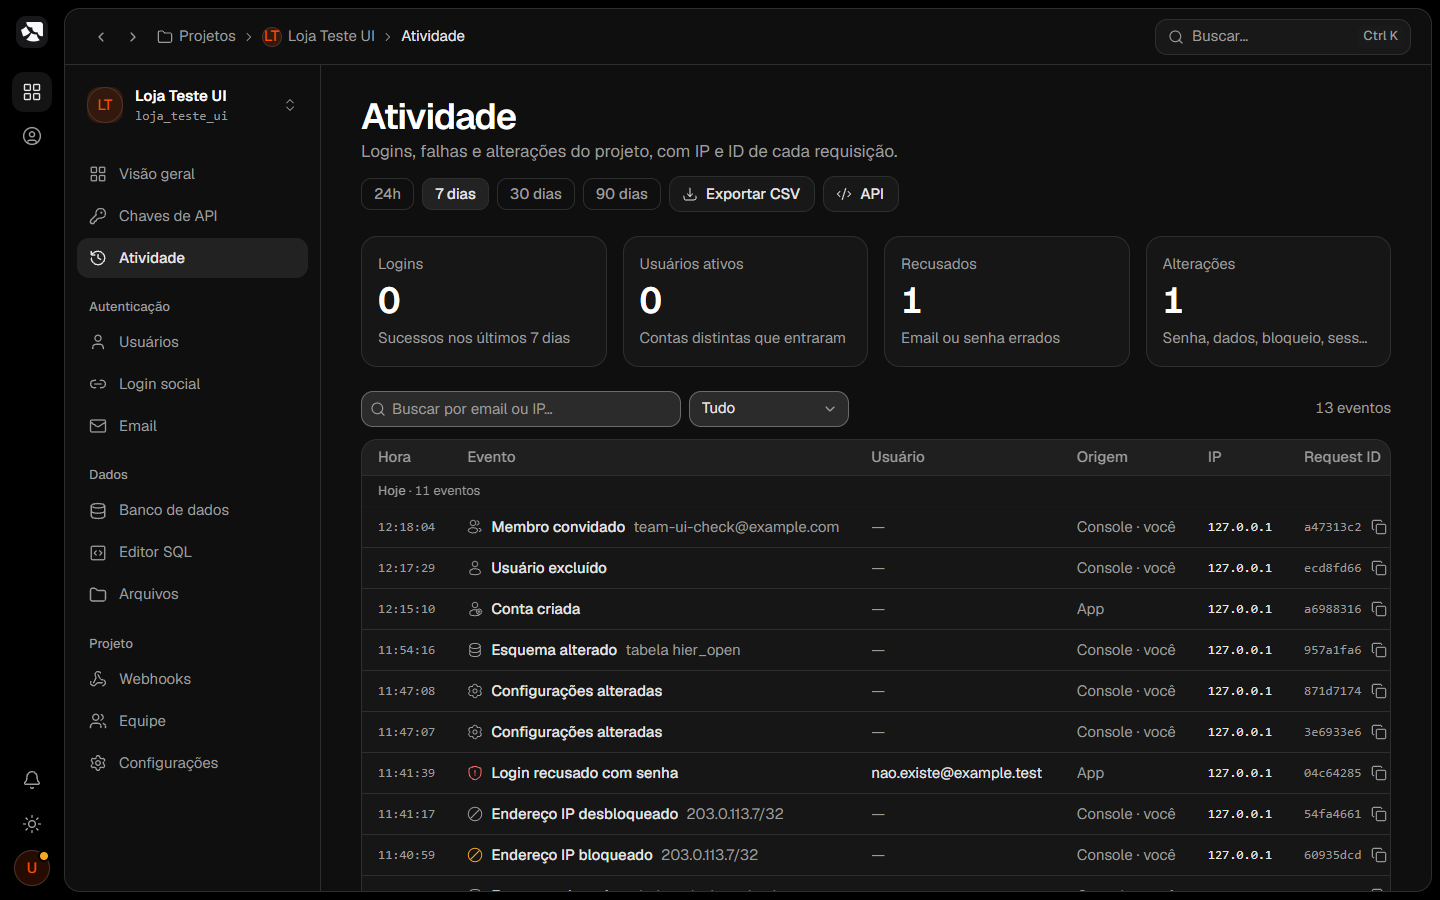 Projetos
LT Loja Teste UI
Atividade
Buscar...
Ctrl K
LT
Loja Teste UI
loja_teste_ui
Visão geral
Chaves de API
Atividade
Autenticação
Usuários
Login social
Email
Dados
Banco de dados
Editor SQL
Arquivos
Projeto
Webhooks
Equipe
Configurações
U
Atividade
Logins, falhas e alterações do projeto, com IP e ID de cada requisição.
24h 7 dias 30 dias 90 dias Exportar CSV API
Logins
0
Sucessos nos últimos 7 dias
Usuários ativos
0
Contas distintas que entraram
Recusados
1
Email ou senha errados
Alterações
1
Senha, dados, bloqueio, sess...
Buscar por email ou IP...
Tudo
13 eventos
Hora Evento Usuário Origem IP Request ID
Hoje · 11 eventos
12:18:04 Membro convidado team-ui-check@example.com — Console · você 127.0.0.1 a47313c2
12:17:29 Usuário excluído — Console · você 127.0.0.1 ecd8fd66
12:15:10 Conta criada — App 127.0.0.1 a6988316
11:54:16 Esquema alterado tabela hier_open — Console · você 127.0.0.1 957a1fa6
11:47:08 Configurações alteradas — Console · você 127.0.0.1 871d7174
11:47:07 Configurações alteradas — Console · você 127.0.0.1 3e6933e6
11:41:39 Login recusado com senha nao.existe@example.test App 127.0.0.1 04c64285
11:41:17 Endereço IP desbloqueado 203.0.113.7/32 — Console · você 127.0.0.1 54fa4661
11:40:59 Endereço IP bloqueado 203.0.113.7/32 — Console · você 127.0.0.1 60935dcd